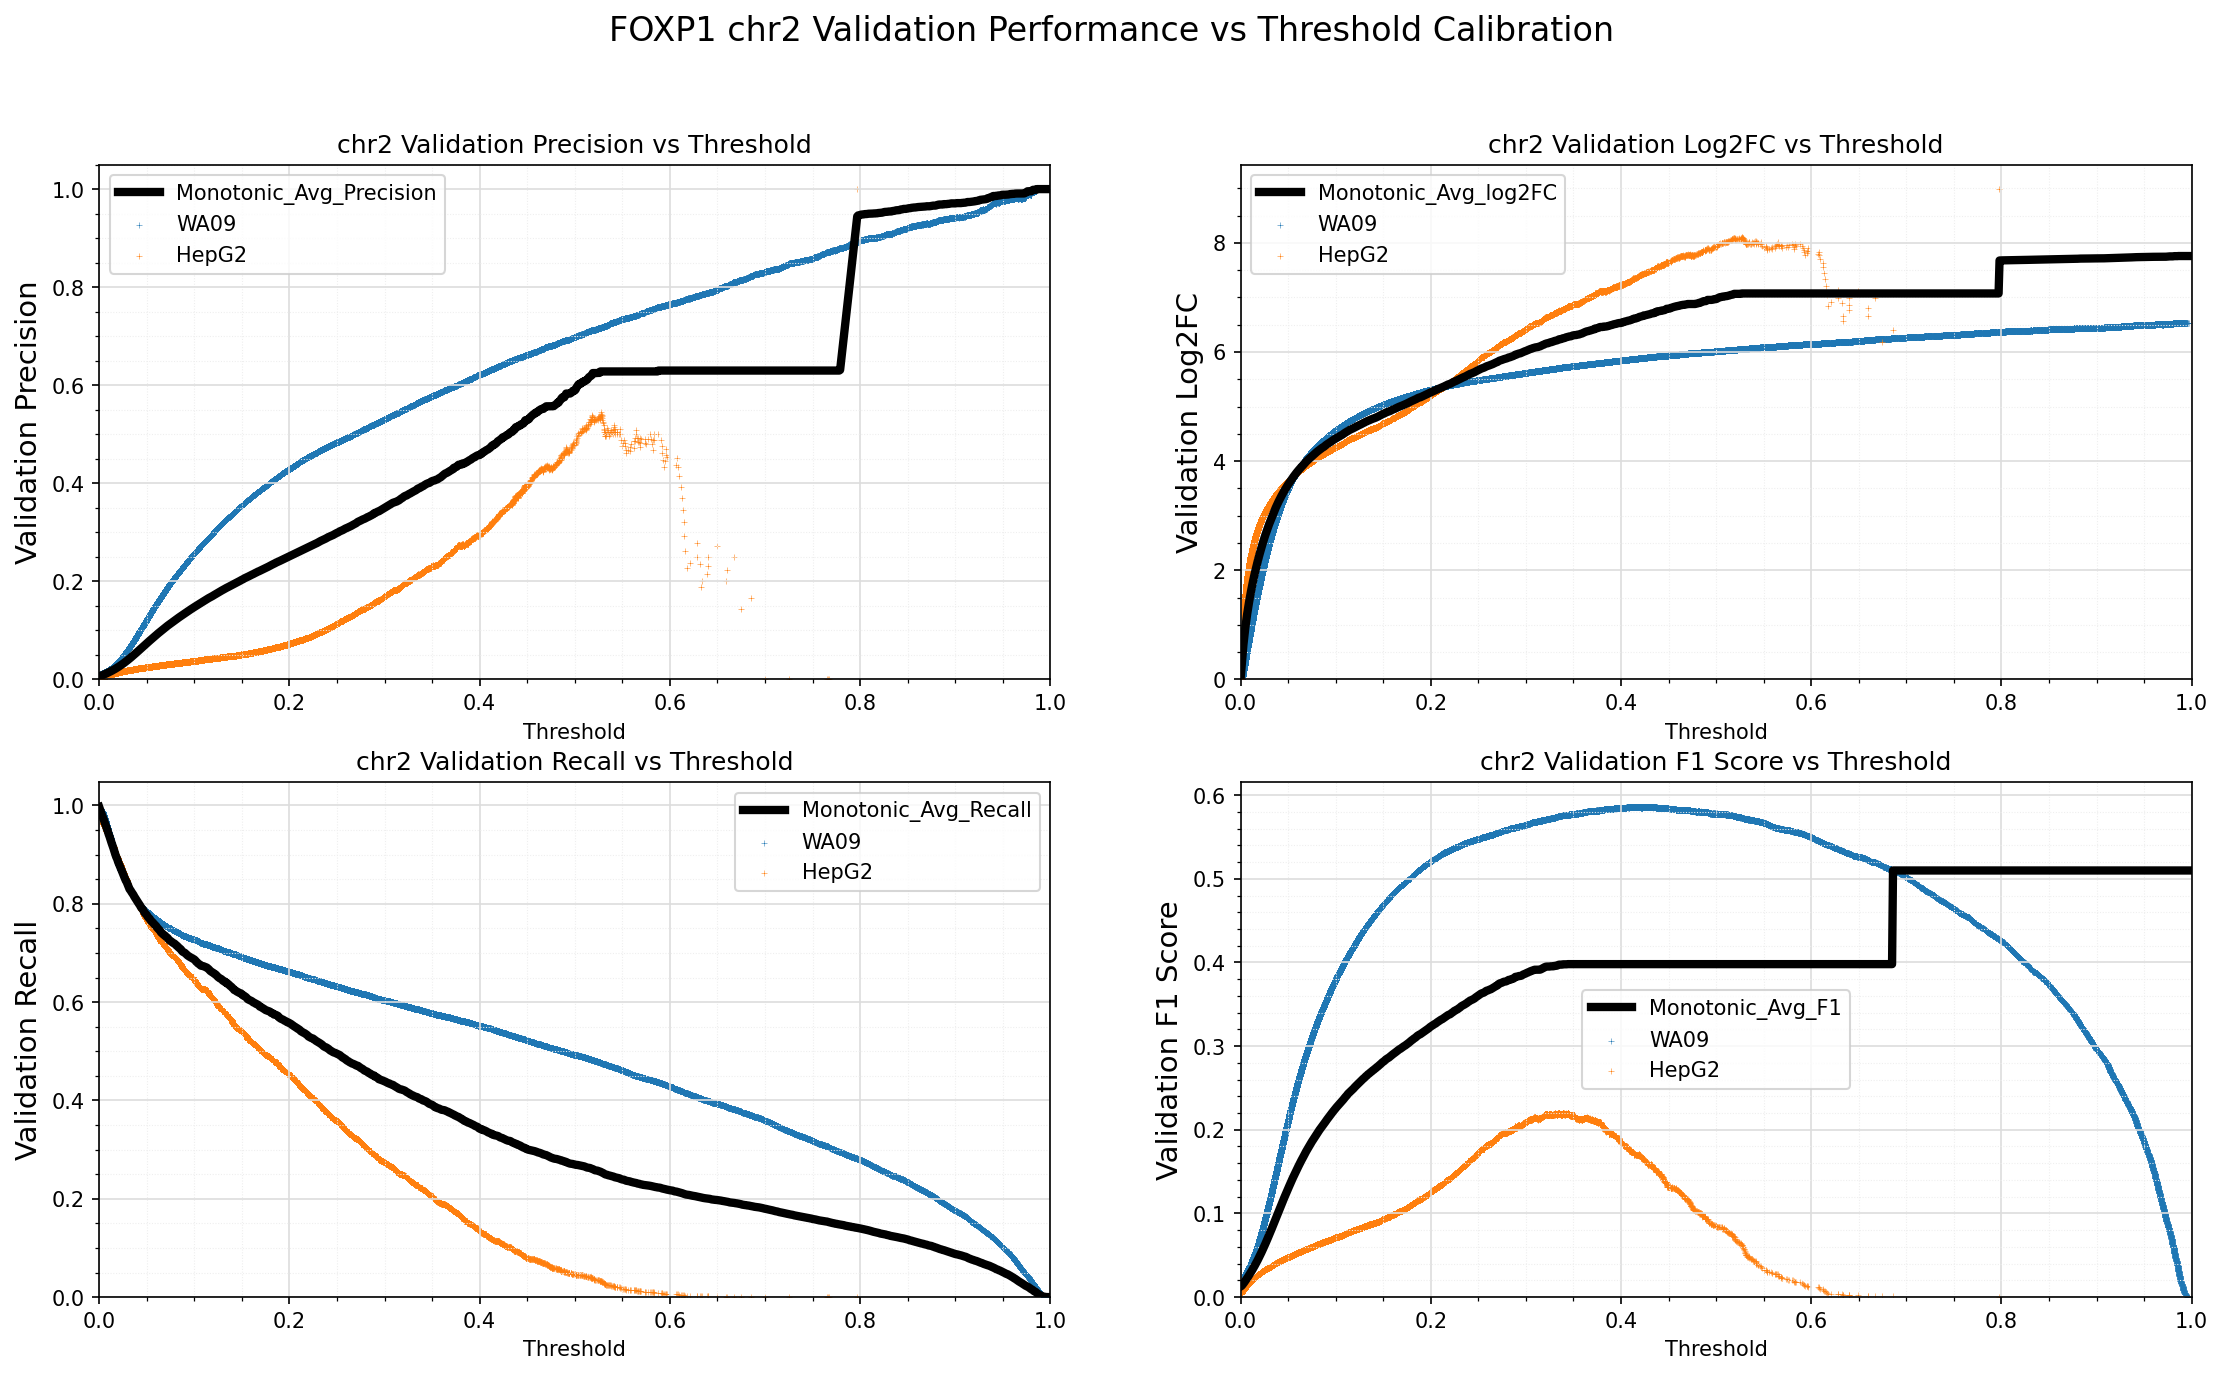 FOXP1 chr2 Validation Performance vs Threshold Calibration
chr2 Validation Precision vs Threshold
Validation Precision
1.0
0.8
0.6
0.4
0.2
0.0
Monotonic_Avg_Precision
WA09
HepG2
0.0 0.2 0.4 0.6 0.8 1.0
Threshold
chr2 Validation Log2FC vs Threshold
Validation Log2FC
8
6
4
2
0
Monotonic_Avg_log2FC
WA09
HepG2
0.0 0.2 0.4 0.6 0.8 1.0
Threshold
chr2 Validation Recall vs Threshold
Validation Recall
1.0
0.8
0.6
0.4
0.2
0.0
Monotonic_Avg_Recall
WA09
HepG2
0.0 0.2 0.4 0.6 0.8 1.0
Threshold
chr2 Validation F1 Score vs Threshold
Validation F1 Score
0.6
0.5
0.4
0.3
0.2
0.1
0.0
Monotonic_Avg_F1
WA09
HepG2
0.0 0.2 0.4 0.6 0.8 1.0
Threshold